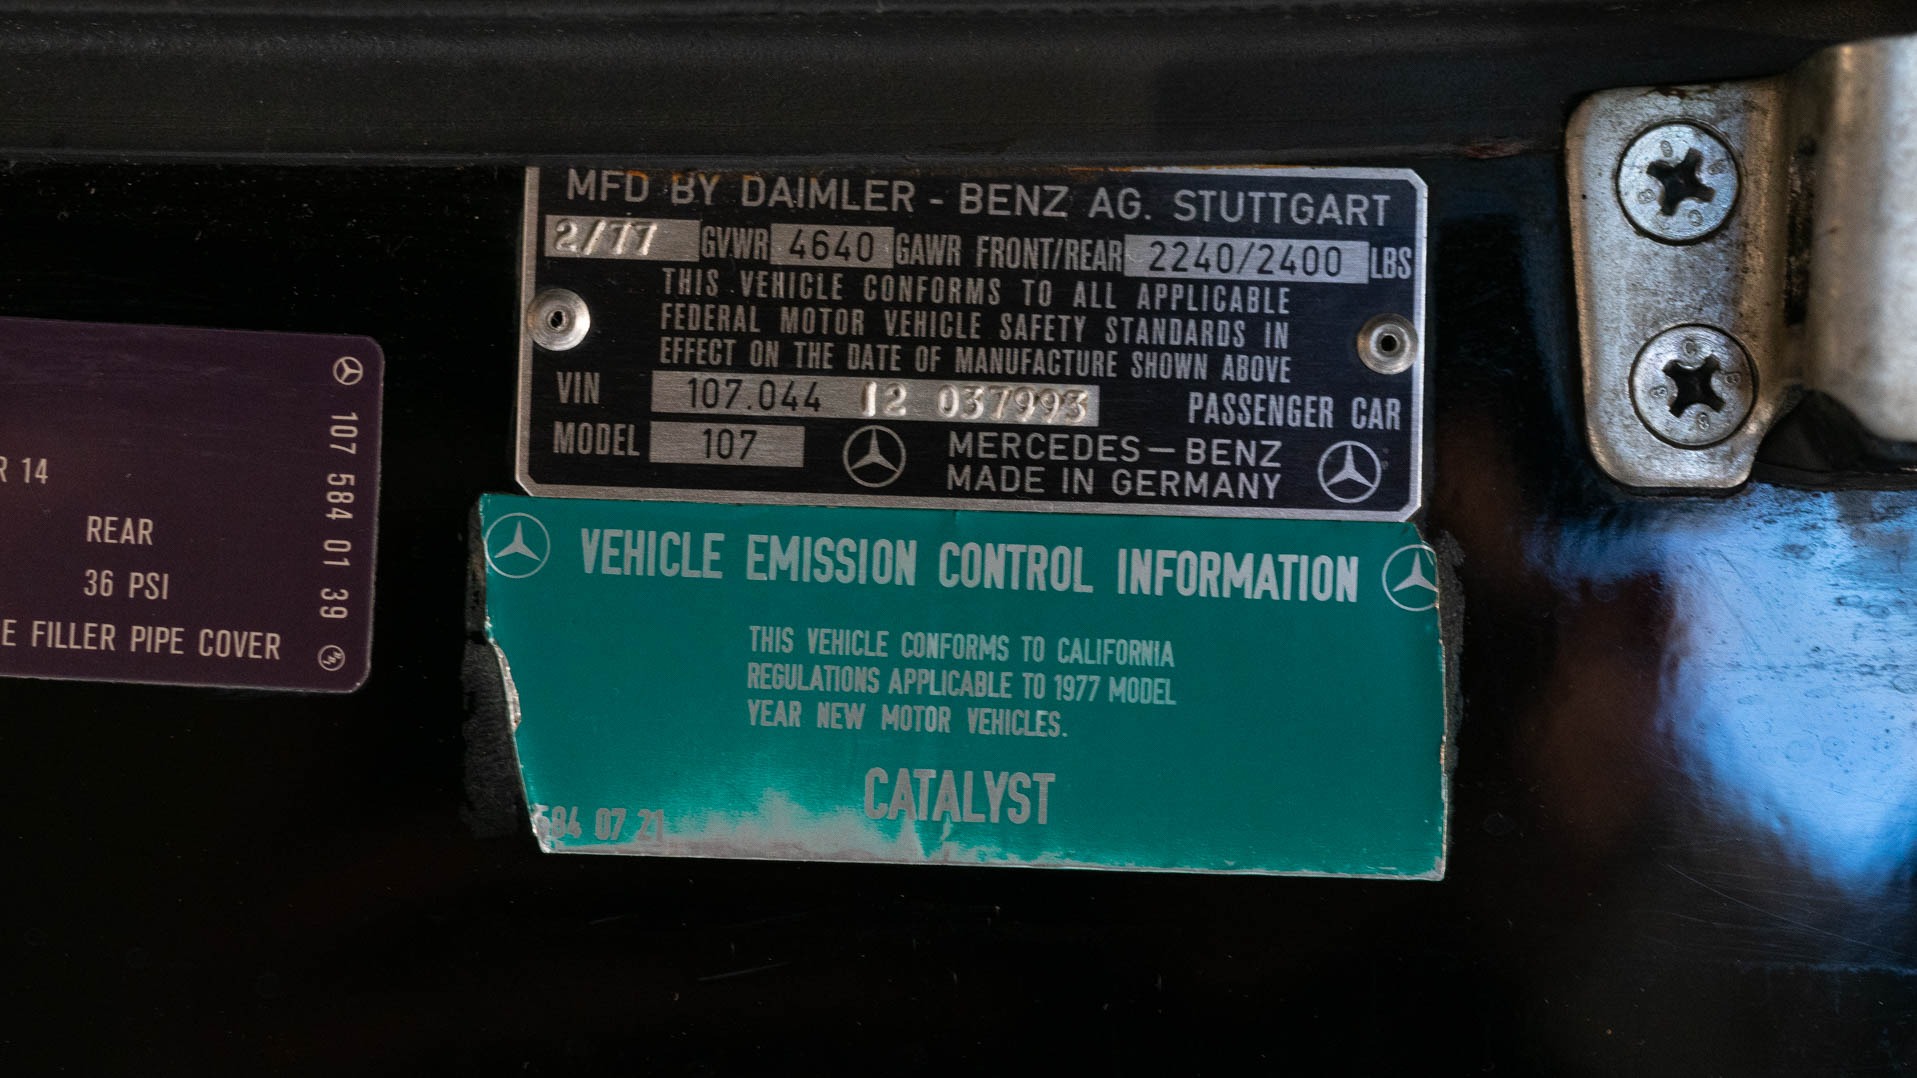 MFD BY DAIMLER - BENZ AG. STUTTGART
2/77 GVWR 4640 GAWR FRONT/REAR 2240/2400 LBS
THIS VEHICLE CONFORMS TO ALL APPLICABLE
FEDERAL MOTOR VEHICLE SAFETY STANDARDS IN
EFFECT ON THE DATE OF MANUFACTURE SHOWN ABOVE
VIN 107.044 12 037993 PASSENGER CAR
MODEL 107 MERCEDES-BENZ
MADE IN GERMANY
R 14
REAR
36 PSI
E FILLER PIPE COVER
107 584 01 39
VEHICLE EMISSION CONTROL INFORMATION
THIS VEHICLE CONFORMS TO CALIFORNIA
REGULATIONS APPLICABLE TO 1977 MODEL
YEAR NEW MOTOR VEHICLES.
CATALYST
584 07 21